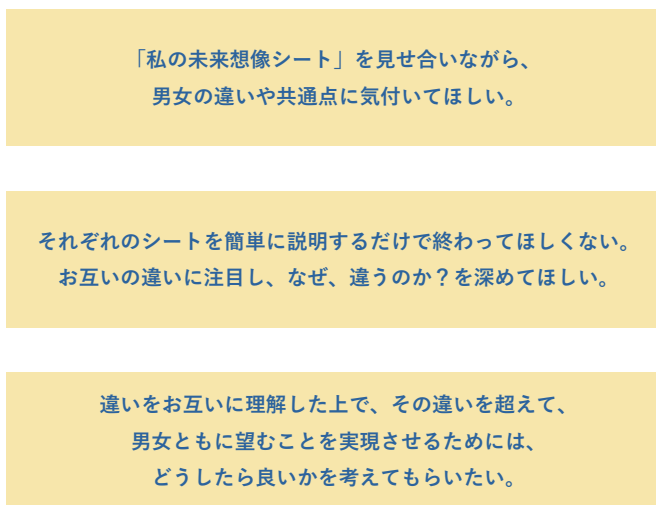 「私の未来想像シート」を見せ合いながら、
男女の違いや共通点に気付いてほしい。
それぞれのシートを簡単に説明するだけで終わってほしくない。
お互いの違いに注目し、なぜ、違うのか？を深めてほしい。
違いをお互いに理解した上で、その違いを超えて、
男女ともに望むことを実現させるためには、
どうしたら良いかを考えてもらいたい。